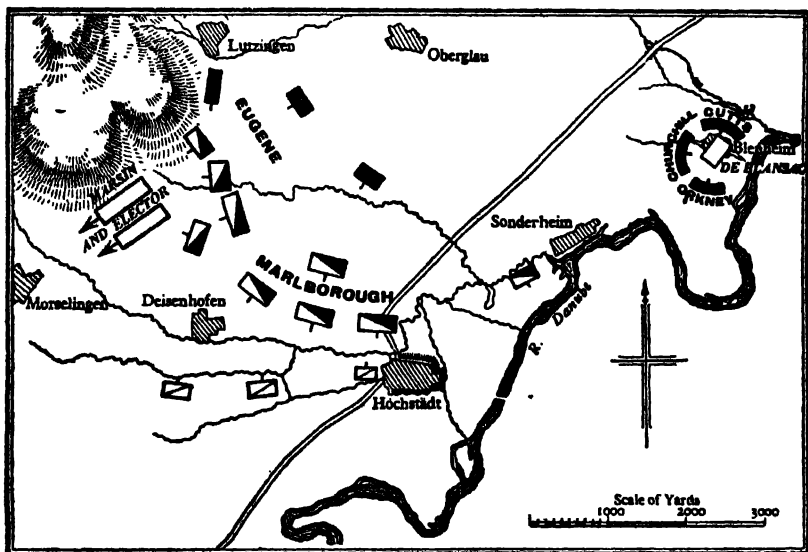 Lutzingen
Oberglau
EUGENE
CHURCHILL
CUTTS
Blenheim
DE BLANSAC
ORKNEY
MARSIN
AND ELECTOR
Sonderheim
MARLBOROUGH
Morselingen
Deisenhofen
R. Danube
Höchstädt
Scale of Yards
1000 2000 3000